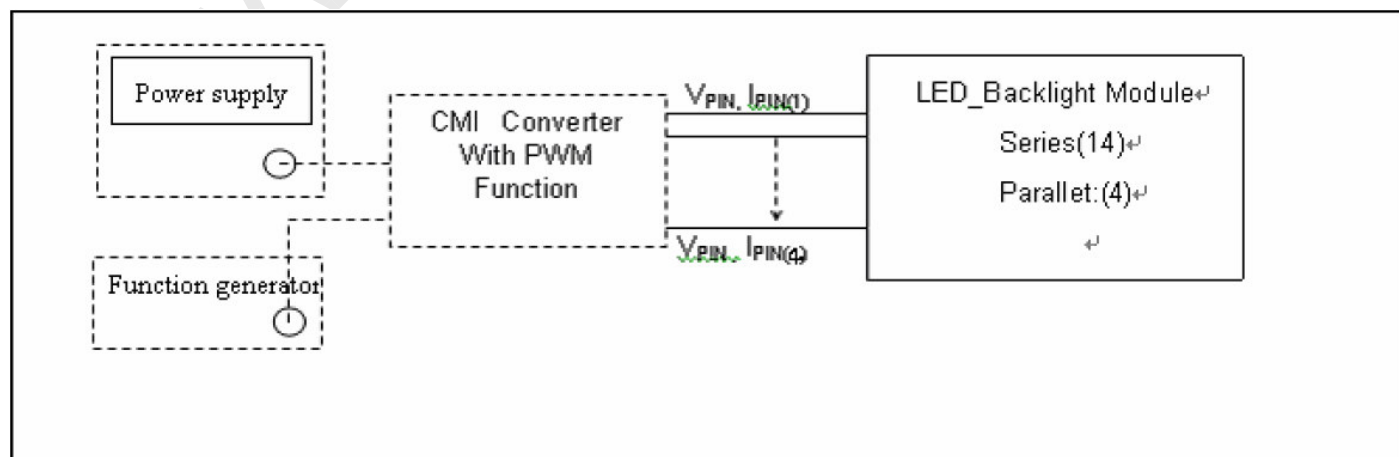 Power supply
Function generator
CMI Converter
With PWM
Function
VPIN, IPIN(1)
VPIN, IPIN(4)
LED_Backlight Module↵
Series(14)↵
Parallet:(4)↵
↵